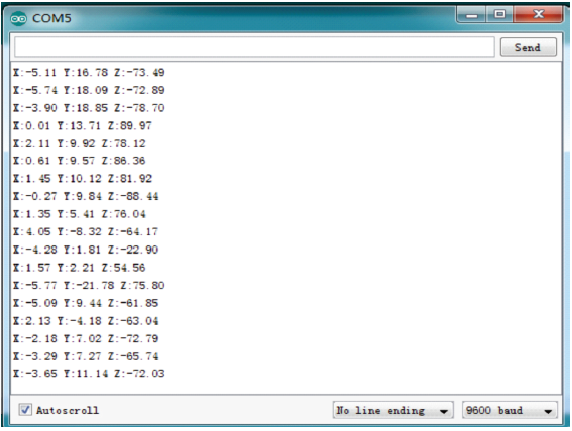 COM5
Send
X:-5.11 Y:16.78 Z:-73.49
X:-5.74 Y:18.09 Z:-72.89
X:-3.90 Y:18.85 Z:-78.70
X:0.01 Y:13.71 Z:89.97
X:2.11 Y:9.92 Z:78.12
X:0.61 Y:9.57 Z:86.36
X:1.45 Y:10.12 Z:81.92
X:-0.27 Y:9.84 Z:-88.44
X:1.35 Y:5.41 Z:76.04
X:4.05 Y:-8.32 Z:-64.17
X:-4.28 Y:1.81 Z:-22.90
X:1.57 Y:2.21 Z:54.56
X:-5.77 Y:-21.78 Z:75.80
X:-5.09 Y:9.44 Z:-61.85
X:2.13 Y:-4.18 Z:-63.04
X:-2.18 Y:7.02 Z:-72.79
X:-3.29 Y:7.27 Z:-65.74
X:-3.65 Y:11.14 Z:-72.03
Autoscroll No line ending 9600 baud